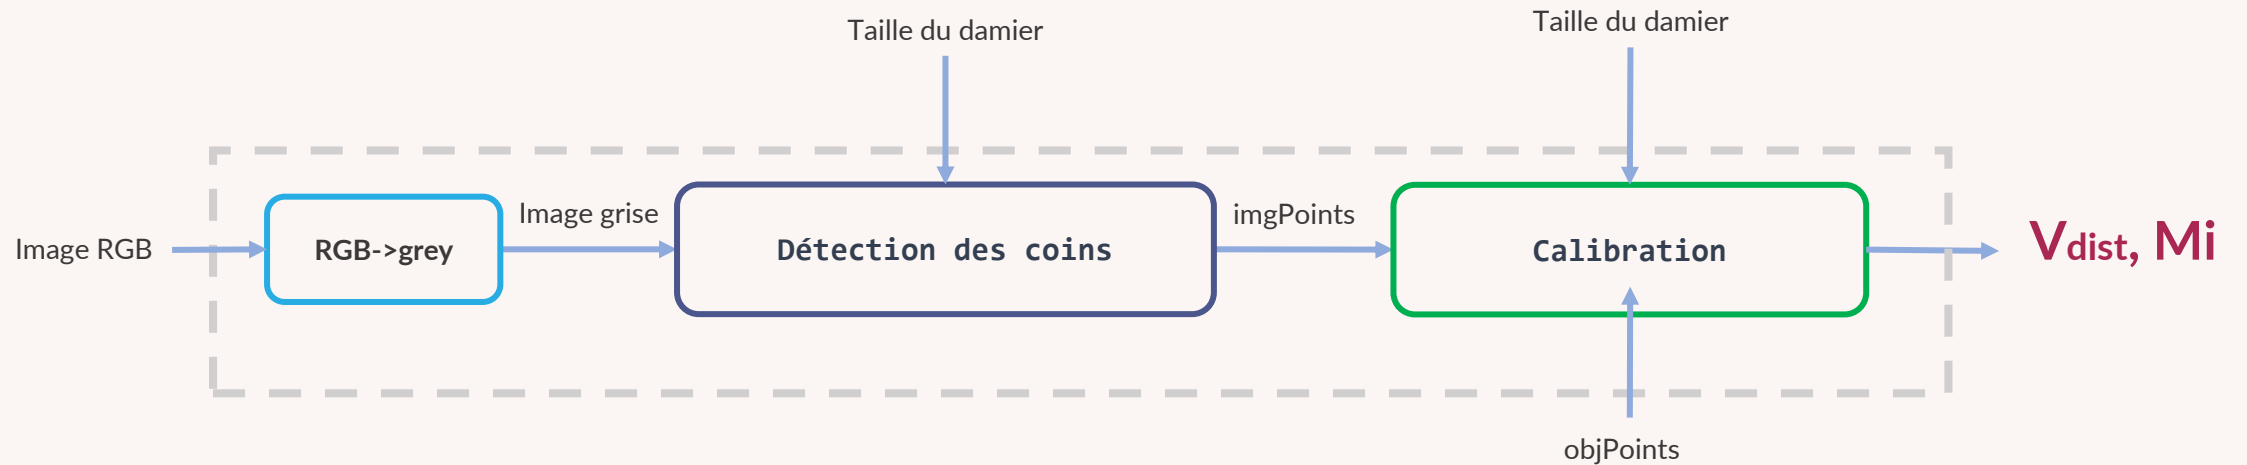 Taille du damier
Taille du damier
Image RGB
RGB->grey
Image grise
Détection des coins
imgPoints
Calibration
Vdist, Mi
objPoints